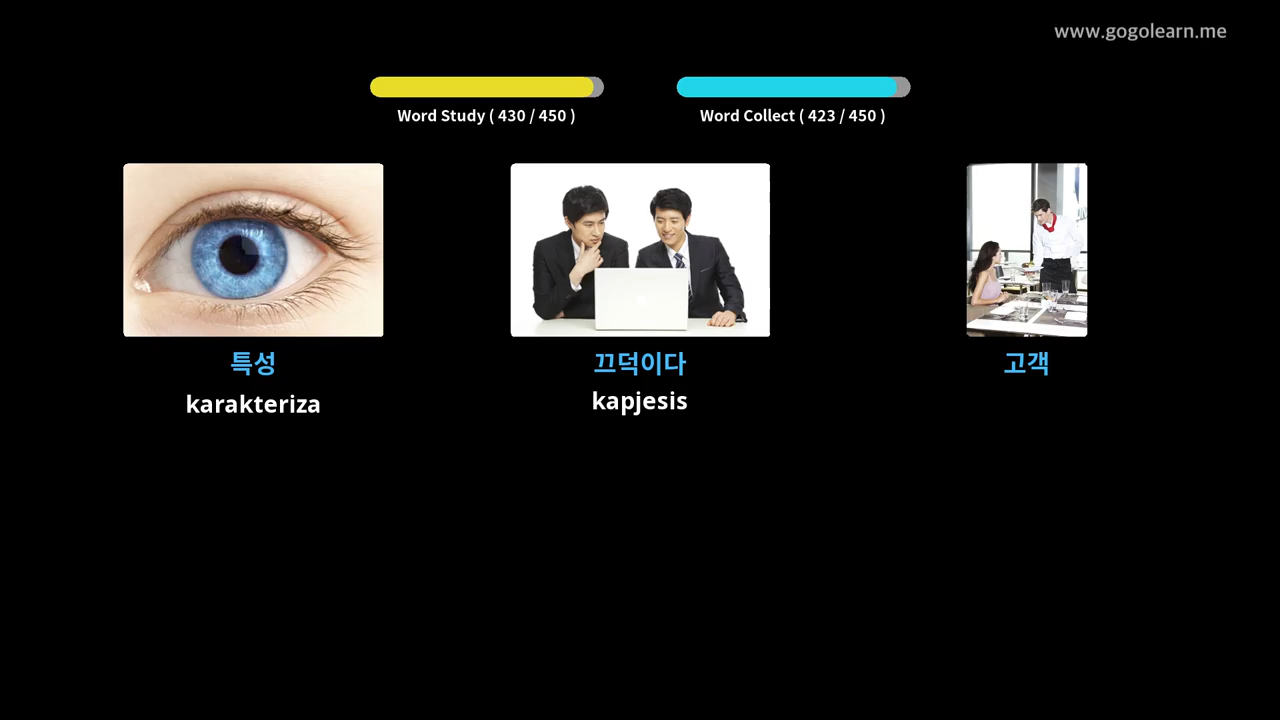 www.gogolearn.me
Word Study ( 430 / 450 )
Word Collect ( 423 / 450 )
특성
끄덕이다
고객
karakteriza
kapjesis